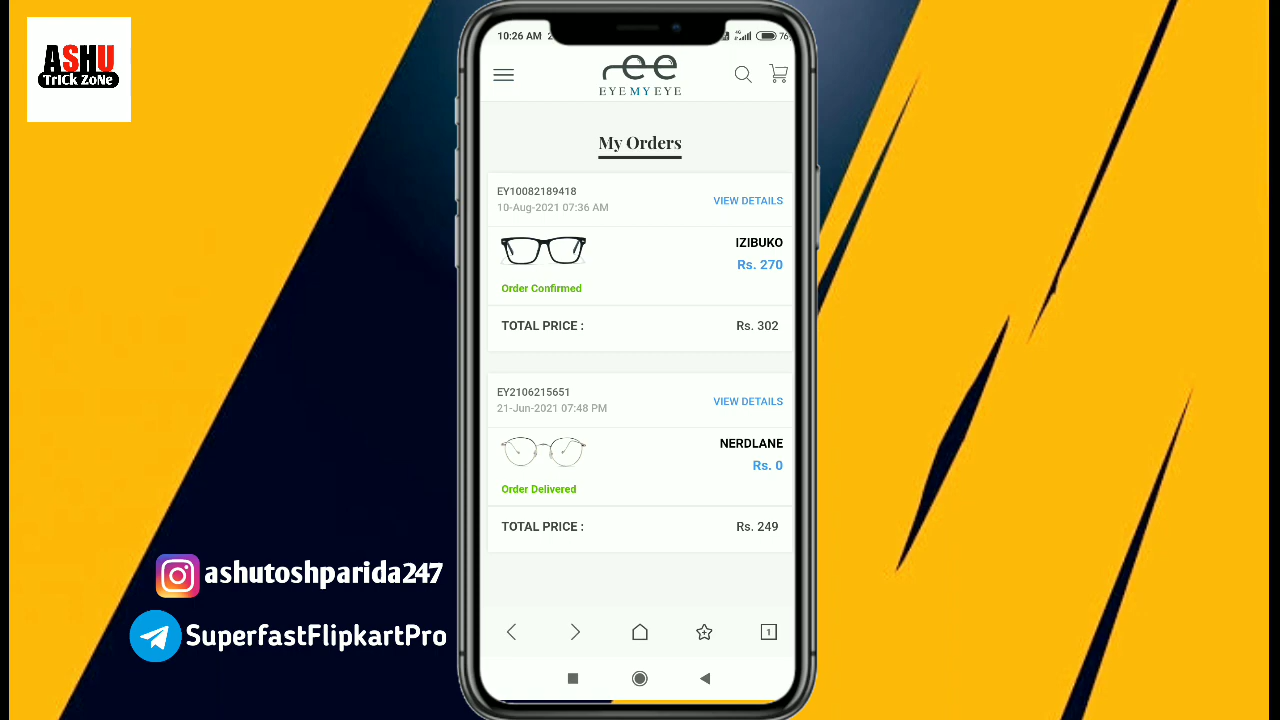 ASHU
TrICk ZoNe
10:26 AM
76
EYE MY EYE
My Orders
EY10082189418
10-Aug-2021 07:36 AM
VIEW DETAILS
IZIBUKO
Rs. 270
Order Confirmed
TOTAL PRICE :
Rs. 302
EY2106215651
21-Jun-2021 07:48 PM
VIEW DETAILS
NERDLANE
Rs. 0
Order Delivered
TOTAL PRICE :
Rs. 249
1
ashutoshparida247
SuperfastFlipkartPro